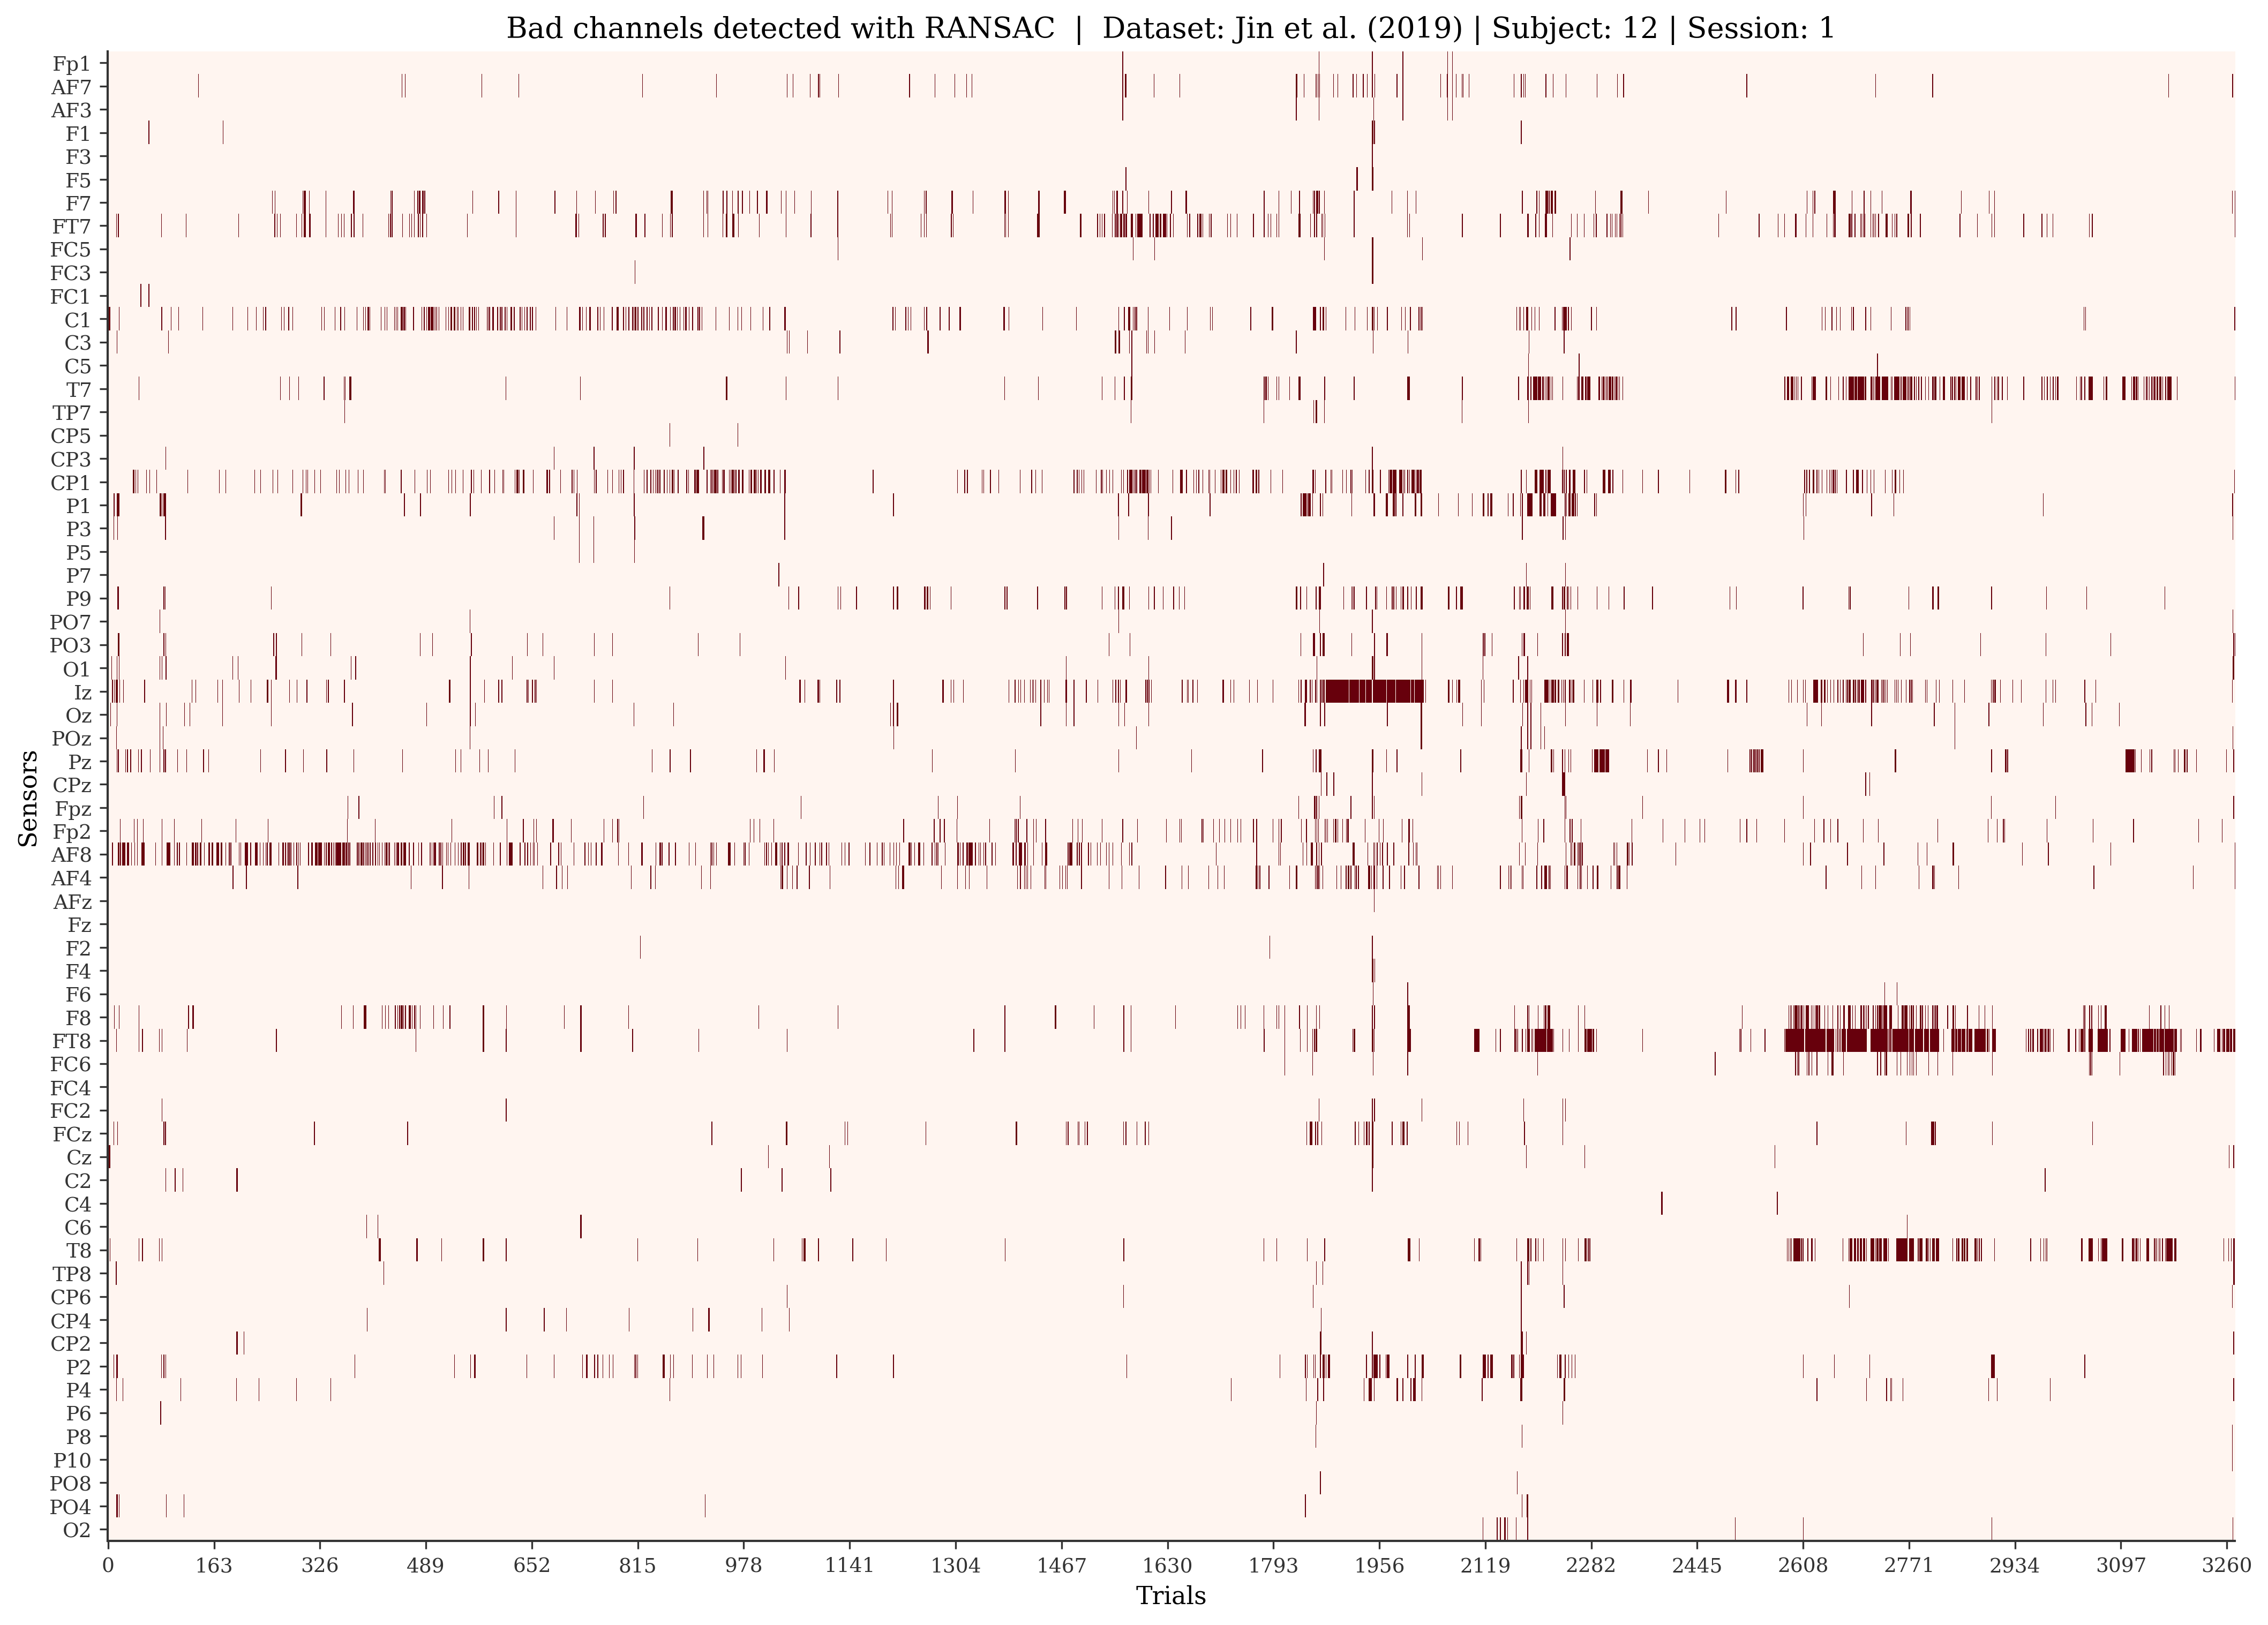 Bad channels detected with RANSAC | Dataset: Jin et al. (2019) | Subject: 12 | Session: 1
Sensors
Fp1
AF7
AF3
F1
F3
F5
F7
FT7
FC5
FC3
FC1
C1
C3
C5
T7
TP7
CP5
CP3
CP1
P1
P3
P5
P7
P9
PO7
PO3
O1
Iz
Oz
POz
Pz
CPz
Fpz
Fp2
AF8
AF4
AFz
Fz
F2
F4
F6
F8
FT8
FC6
FC4
FC2
FCz
Cz
C2
C4
C6
T8
TP8
CP6
CP4
CP2
P2
P4
P6
P8
P10
PO8
PO4
O2
0 163 326 489 652 815 978 1141 1304 1467 1630 1793 1956 2119 2282 2445 2608 2771 2934 3097 3260
Trials